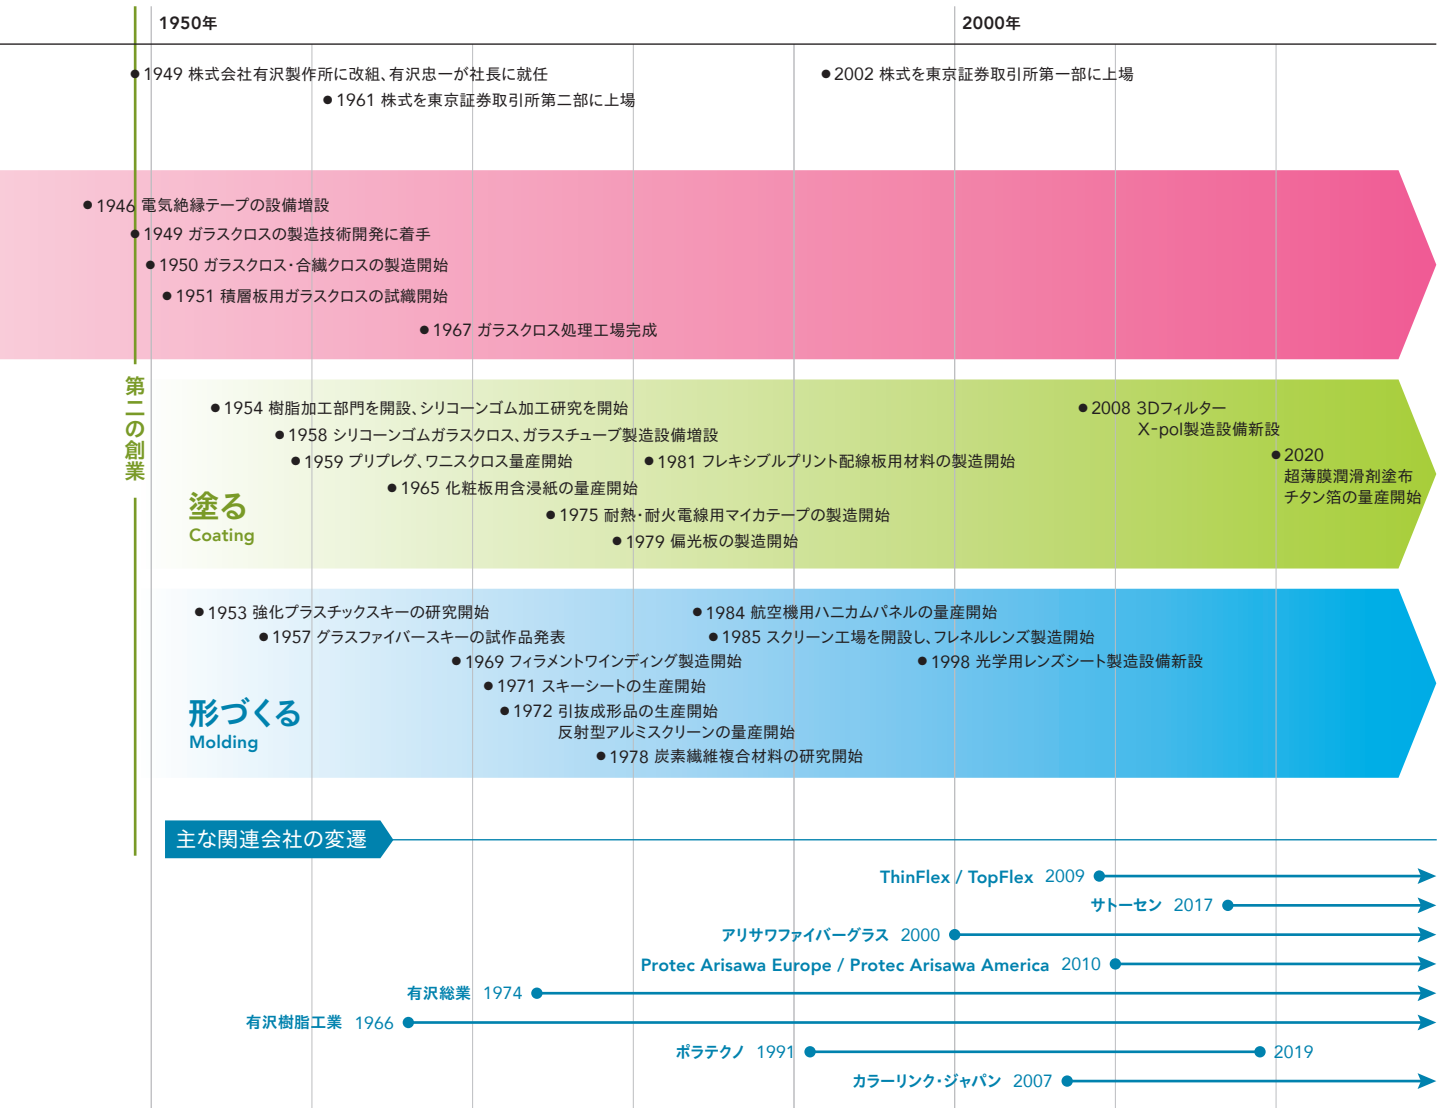 1950年
2000年
1949 株式会社有沢製作所に改組、有沢忠一が社長に就任
2002 株式を東京証券取引所第一部に上場
1961 株式を東京証券取引所第二部に上場
1946 電気絶縁テープの設備増設
1949 ガラスクロスの製造技術開発に着手
1950 ガラスクロス・合繊クロスの製造開始
1951 積層板用ガラスクロスの試織開始
1967 ガラスクロス処理工場完成
第二の創業
1954 樹脂加工部門を開設、シリコーンゴム加工研究を開始
1958 シリコーンゴムガラスクロス、ガラスチューブ製造設備増設
1959 プリプレグ、ワニスクロス量産開始
1981 フレキシブルプリント配線板用材料の製造開始
1965 化粧板用含浸紙の量産開始
1975 耐熱・耐火電線用マイカテープの製造開始
1979 偏光板の製造開始
2008 3Dフィルター
X-pol製造設備新設
2020
超薄膜潤滑剤塗布
チタン箔の量産開始
塗る
Coating
1953 強化プラスチックスキーの研究開始
1984 航空機用ハニカムパネルの量産開始
1957 グラスファイバースキーの試作品発表
1985 スクリーン工場を開設し、フレネルレンズ製造開始
1969 フィラメントワインディング製造開始
1998 光学用レンズシート製造設備新設
1971 スキーシートの生産開始
1972 引抜成形品の生産開始
反射型アルミスクリーンの量産開始
1978 炭素繊維複合材料の研究開始
形づくる
Molding
主な関連会社の変遷
ThinFlex / TopFlex 2009
サトーセン 2017
アリサワファイバーグラス 2000
Protec Arisawa Europe / Protec Arisawa America 2010
有沢総業 1974
有沢樹脂工業 1966
ポラテクノ 1991 2019
カラーリンク・ジャパン 2007